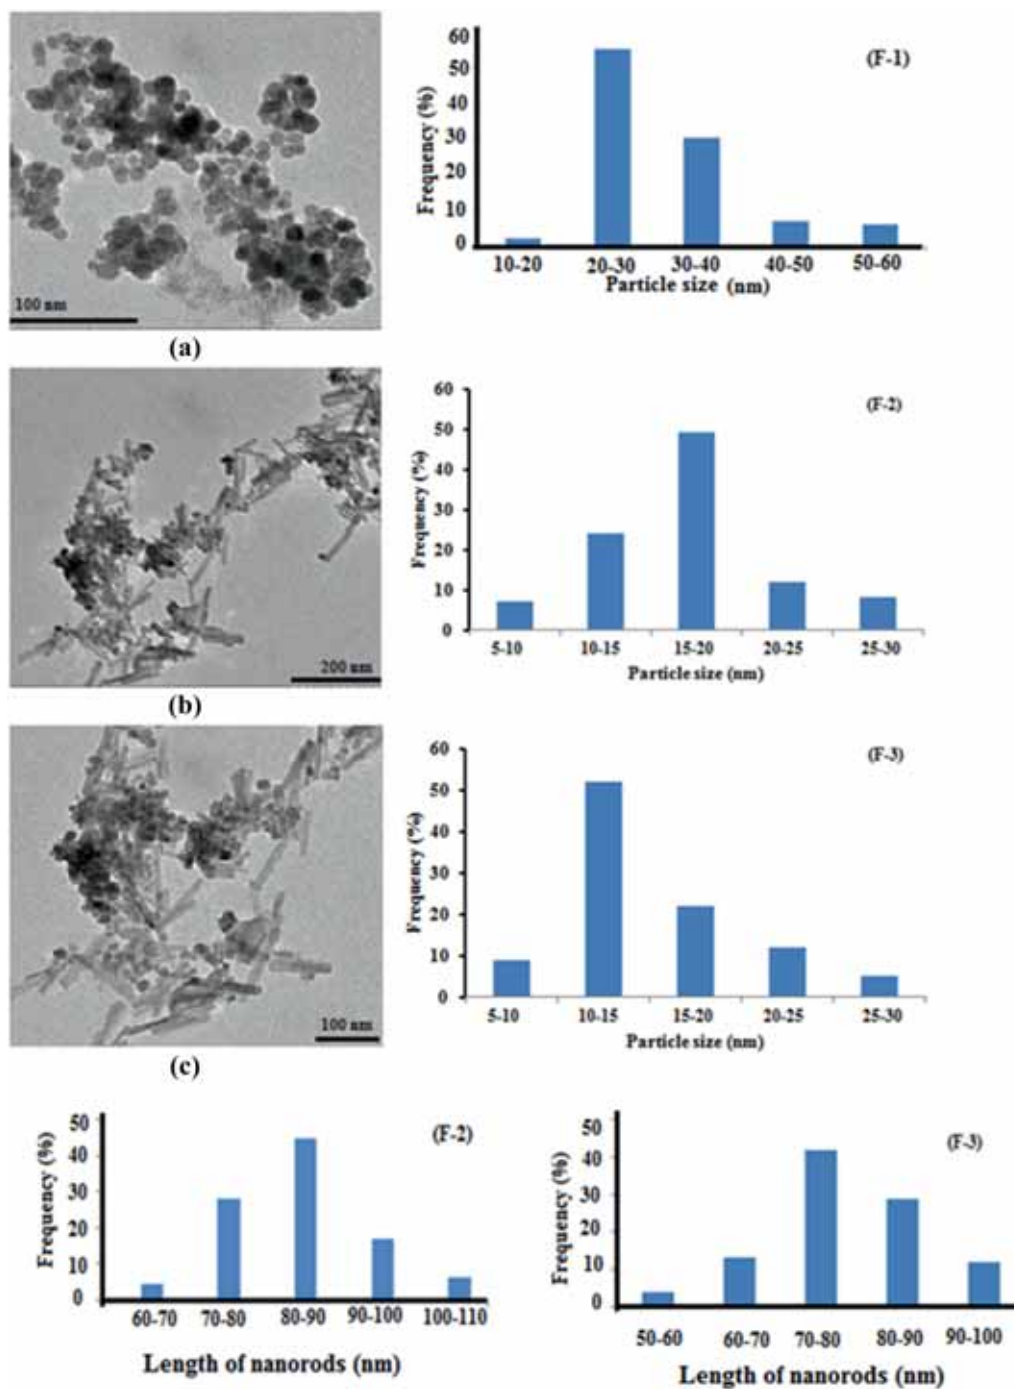 60
50
40
30
20
10
0
Frequency (%)
(F-1)
10-20 20-30 30-40 40-50 50-60
Particle size (nm)
100 nm
(a)
60
50
40
30
20
10
0
Frequency (%)
(F-2)
5-10 10-15 15-20 20-25 25-30
Particle size (nm)
200 nm
(b)
60
50
40
30
20
10
0
Frequency (%)
(F-3)
5-10 10-15 15-20 20-25 25-30
Particle size (nm)
100 nm
(c)
50
40
30
20
10
0
Frequency (%)
(F-2)
60-70 70-80 80-90 90-100 100-110
Length of nanorods (nm)
50
40
30
20
10
0
Frequency (%)
(F-3)
50-60 60-70 70-80 80-90 90-100
Length of nanorods (nm)